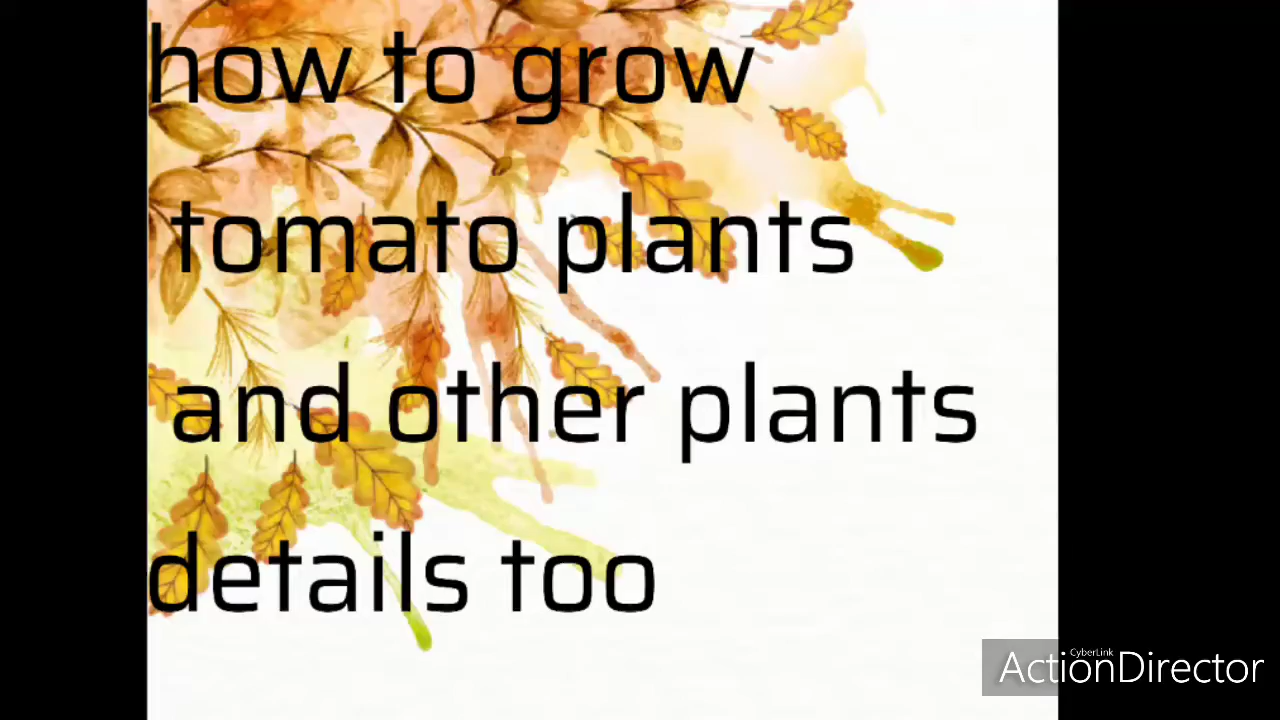 how to grow
tomato plants
and other plants
details too
CyberLink
ActionDirector